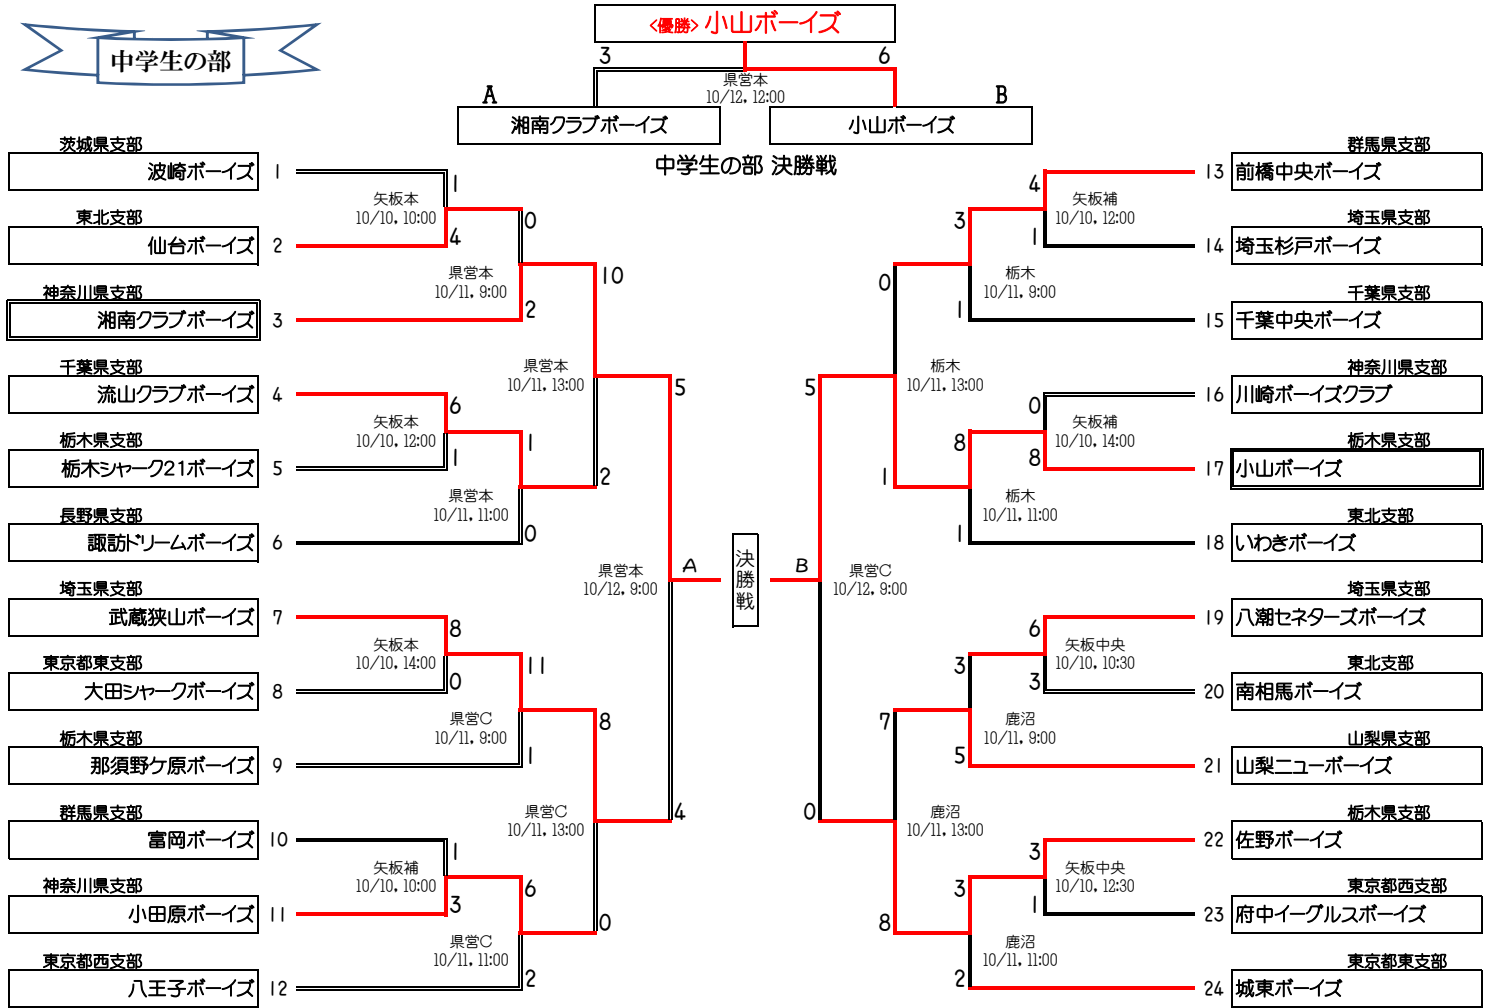 中学生の部
<優勝> 小山ボーイズ
3
6
県営本
10/12, 12:00
A
B
湘南クラブボーイズ
小山ボーイズ
中学生の部 決勝戦
茨城県支部
波崎ボーイズ 1
東北支部
仙台ボーイズ 2
神奈川県支部
湘南クラブボーイズ 3
千葉県支部
流山クラブボーイズ 4
栃木県支部
栃木シャーク21ボーイズ 5
長野県支部
諏訪ドリームボーイズ 6
埼玉県支部
武蔵狭山ボーイズ 7
東京都東支部
大田シャークボーイズ 8
栃木県支部
那須野ケ原ボーイズ 9
群馬県支部
富岡ボーイズ 10
神奈川県支部
小田原ボーイズ 11
東京都西支部
八王子ボーイズ 12
1
矢板本
10/10, 10:00
4
6
矢板本
10/10, 12:00
1
8
矢板本
10/10, 14:00
0
1
矢板補
10/10, 10:00
3
0
県営本
10/11, 9:00
2
1
県営本
10/11, 11:00
0
11
県営C
10/11, 9:00
1
6
県営C
10/11, 11:00
2
10
県営本
10/11, 13:00
2
8
県営C
10/11, 13:00
0
5
県営本
10/12, 9:00
4
A
決勝戦
B
5
県営C
10/12, 9:00
0
0
栃木
10/11, 13:00
1
7
鹿沼
10/11, 13:00
8
3
栃木
10/11, 9:00
1
8
栃木
10/11, 11:00
1
3
鹿沼
10/11, 9:00
5
3
鹿沼
10/11, 11:00
2
4
矢板補
10/10, 12:00
1
0
矢板補
10/10, 14:00
8
6
矢板中央
10/10, 10:30
3
3
矢板中央
10/10, 12:30
1
群馬県支部
13 前橋中央ボーイズ
埼玉県支部
14 埼玉杉戸ボーイズ
千葉県支部
15 千葉中央ボーイズ
神奈川県支部
16 川崎ボーイズクラブ
栃木県支部
17 小山ボーイズ
東北支部
18 いわきボーイズ
埼玉県支部
19 八潮セネターズボーイズ
東北支部
20 南相馬ボーイズ
山梨県支部
21 山梨ニューボーイズ
栃木県支部
22 佐野ボーイズ
東京都西支部
23 府中イーグルスボーイズ
東京都東支部
24 城東ボーイズ